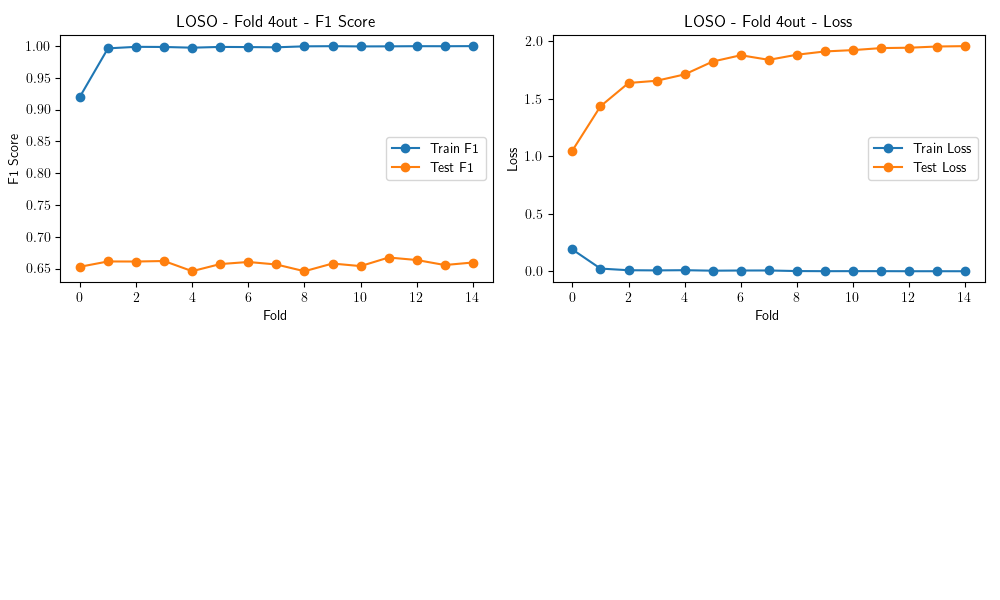 LOSO - Fold 4out - F1 Score
F1 Score
1.00
0.95
0.90
0.85
0.80
0.75
0.70
0.65
Train F1
Test F1
0 2 4 6 8 10 12 14
Fold
LOSO - Fold 4out - Loss
Loss
2.0
1.5
1.0
0.5
0.0
Train Loss
Test Loss
0 2 4 6 8 10 12 14
Fold